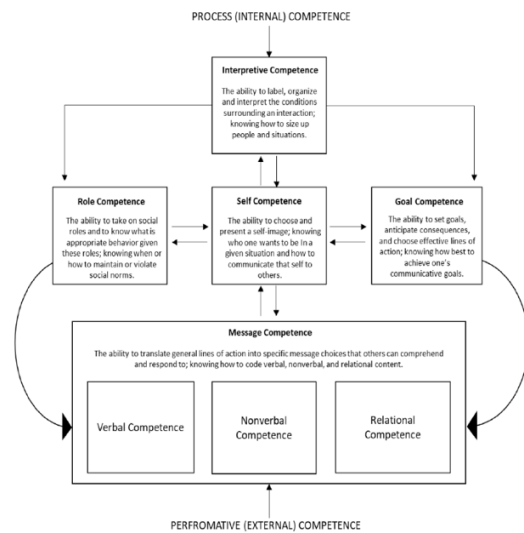 PROCESS (INTERNAL) COMPETENCE
Interpretive Competence
The ability to label, organize
and interpret the conditions
surrounding an interaction;
knowing how to size up
people and situations.
Role Competence
The ability to take on social
roles and to know what is
appropriate behavior given
these roles; knowing when or
how to maintain or violate
social norms.
Self Competence
The ability to choose and
present a self-image; knowing
who one wants to be In a
given situation and how to
communicate that self to
others.
Goal Competence
The ability to set goals,
anticipate consequences,
and choose effective lines of
action; knowing how best to
achieve one's
communicative goals.
Message Competence
The ability to translate general lines of action into specific message choices that others can comprehend
and respond to; knowing how to code verbal, nonverbal, and relational content.
Verbal Competence
Nonverbal
Competence
Relational
Competence
PERFROMATIVE (EXTERNAL) COMPETENCE